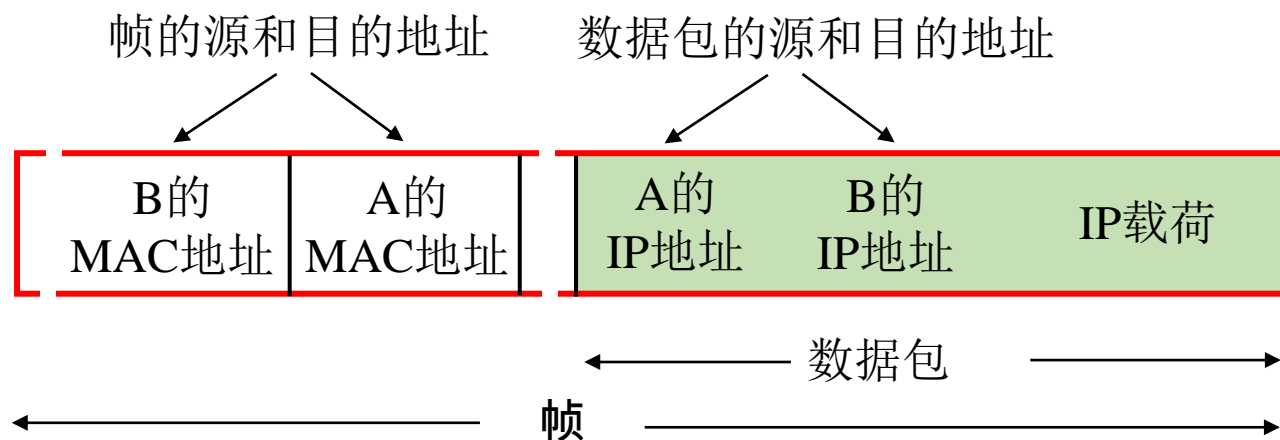 帧的源和目的地址
数据包的源和目的地址
B的
MAC地址
A的
MAC地址
A的
IP地址
B的
IP地址
IP载荷
数据包
帧